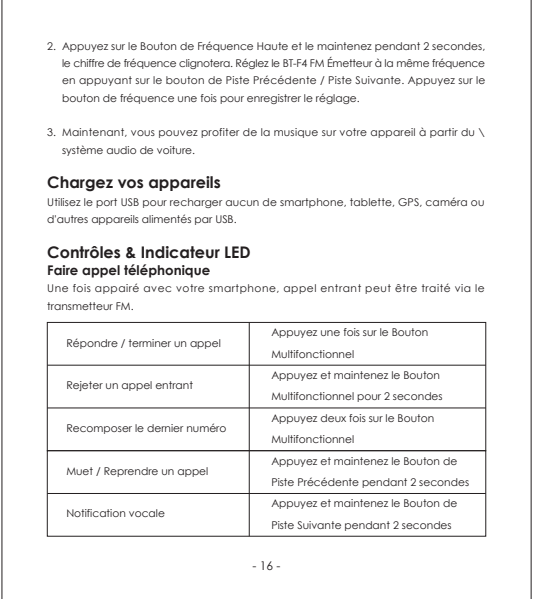 2. Appuyez sur le Bouton de Fréquence Haute et le maintenez pendant 2 secondes,
le chiffre de fréquence clignotera. Réglez le BT-F4 FM Émetteur à la même fréquence
en appuyant sur le bouton de Piste Précédente / Piste Suivante. Appuyez sur le
bouton de fréquence une fois pour enregistrer le réglage.
3. Maintenant, vous pouvez profiter de la musique sur votre appareil à partir du \
système audio de voiture.
Chargez vos appareils
Utilisez le port USB pour recharger aucun de smartphone, tablette, GPS, caméra ou
d'autres appareils alimentés par USB.
Contrôles & Indicateur LED
Faire appel téléphonique
Une fois appairé avec votre smartphone, appel entrant peut être traité via le
transmetteur FM.
Répondre / terminer un appel
Appuyez une fois sur le Bouton
Multifonctionnel
Rejeter un appel entrant
Appuyez et maintenez le Bouton
Multifonctionnel pour 2 secondes
Recomposer le dernier numéro
Appuyez deux fois sur le Bouton
Multifonctionnel
Muet / Reprendre un appel
Appuyez et maintenez le Bouton de
Piste Précédente pendant 2 secondes
Notification vocale
Appuyez et maintenez le Bouton de
Piste Suivante pendant 2 secondes
- 16 -